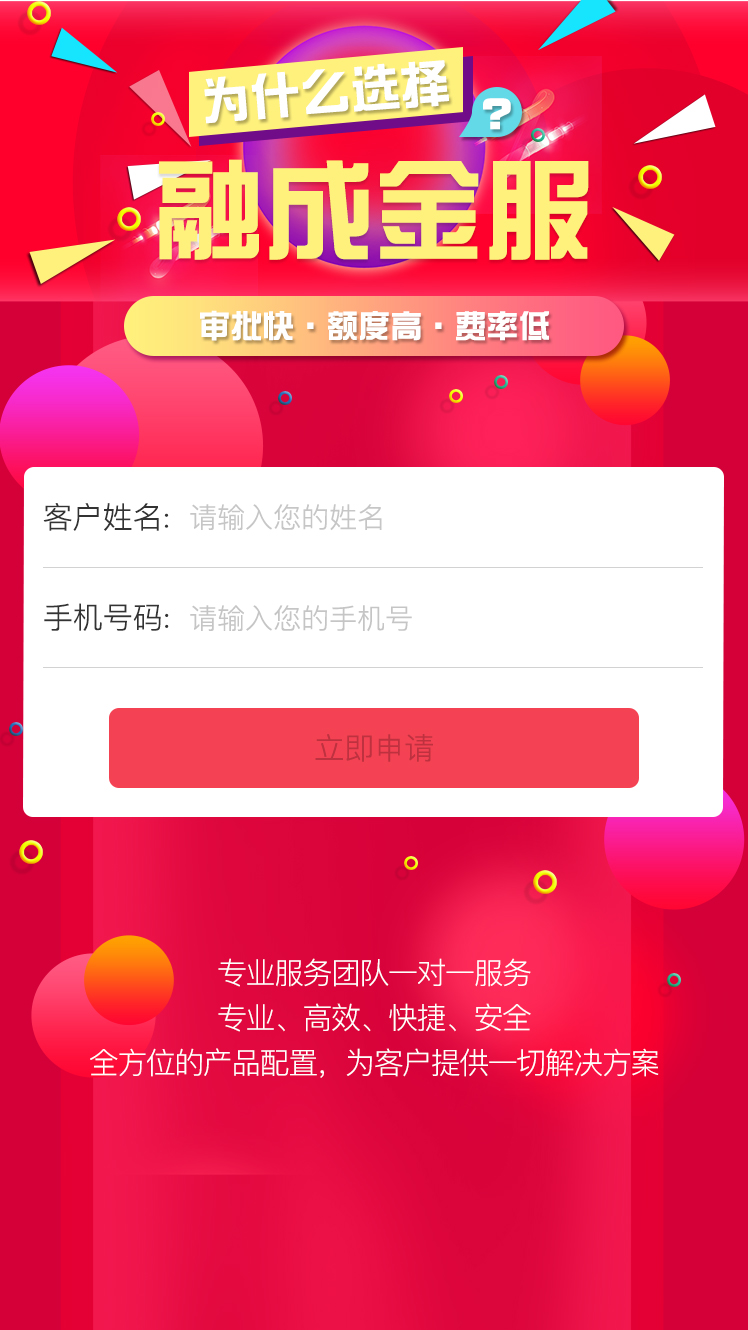 为什么选择
?
融成金服
审批快·额度高·费率低
客户姓名: 请输入您的姓名
手机号码: 请输入您的手机号
立即申请
专业服务团队一对一服务
专业、高效、快捷、安全
全方位的产品配置，为客户提供一切解决方案